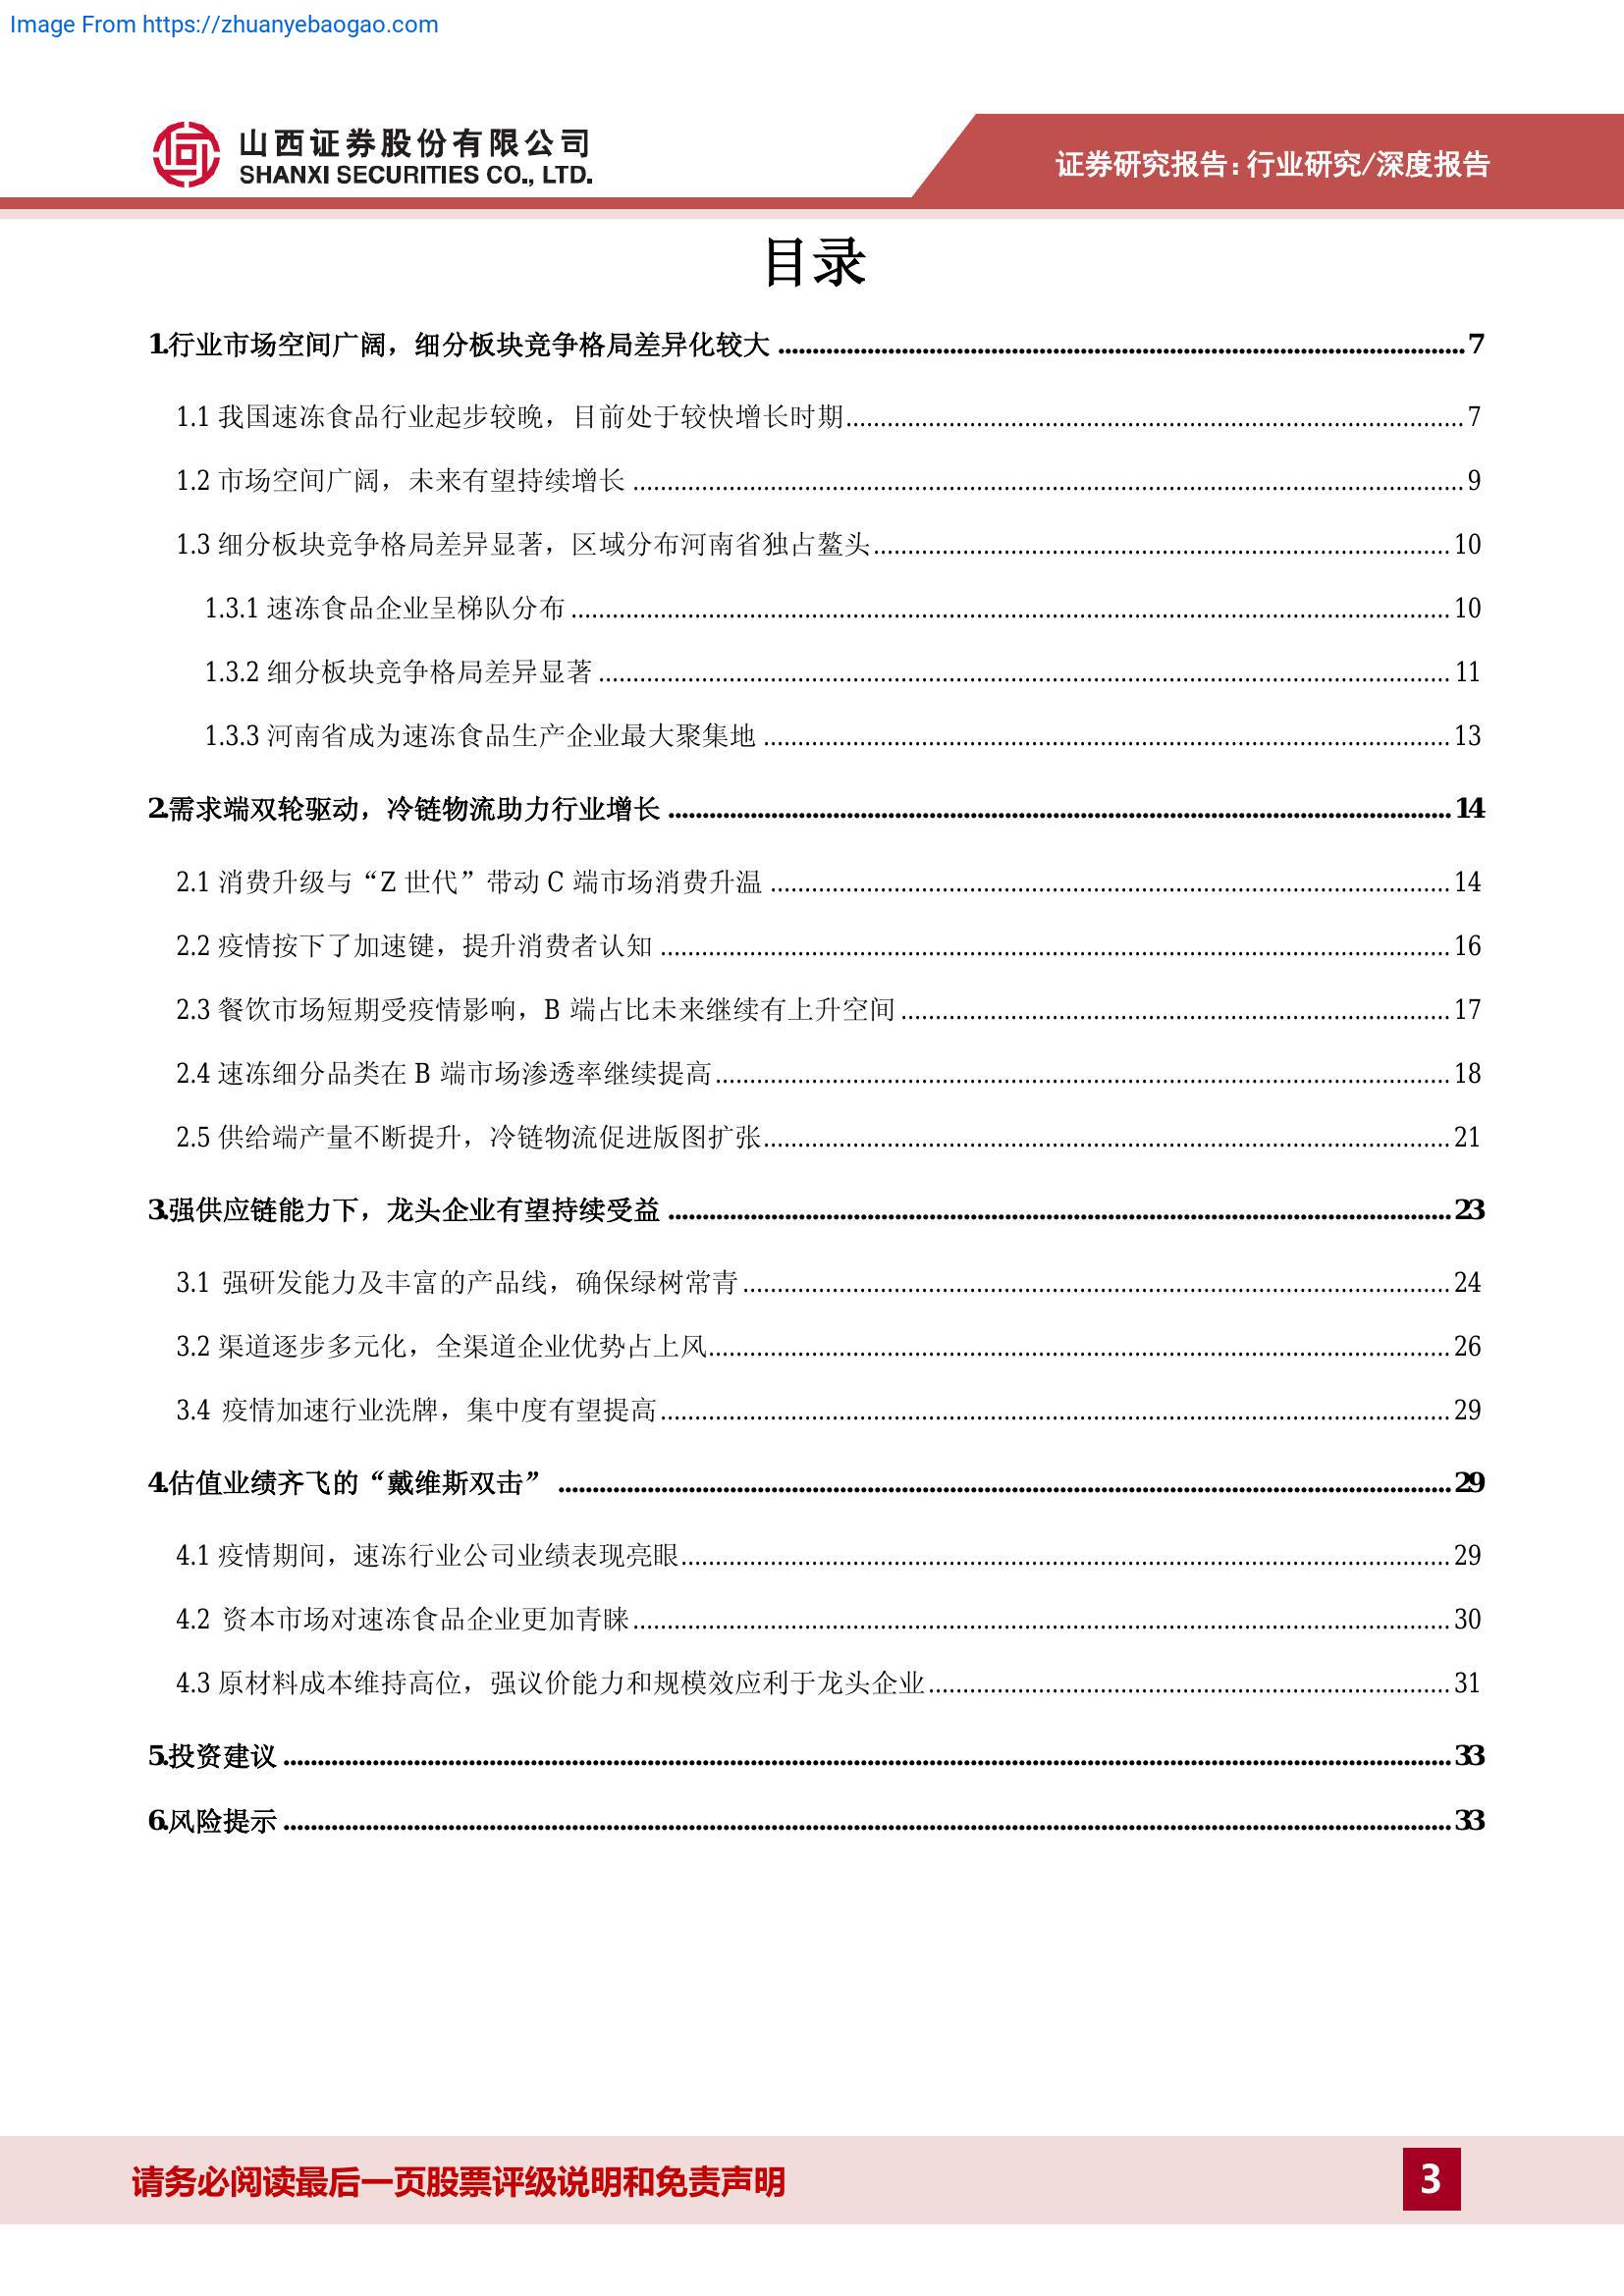 Image From https://zhuanyebaogao.com
山西证券股份有限公司
SHANXI SECURITIES CO., LTD.
证券研究报告：行业研究/深度报告
目录
1.行业市场空间广阔，细分板块竞争格局差异化较大 7
1.1 我国速冻食品行业起步较晚，目前处于较快增长时期 7
1.2 市场空间广阔，未来有望持续增长 9
1.3 细分板块竞争格局差异显著，区域分布河南省独占鳌头 10
1.3.1 速冻食品企业呈梯队分布 10
1.3.2 细分板块竞争格局差异显著 11
1.3.3 河南省成为速冻食品生产企业最大聚集地 13
2.需求端双轮驱动，冷链物流助力行业增长 14
2.1 消费升级与“Z 世代”带动 C 端市场消费升温 14
2.2 疫情按下了加速键，提升消费者认知 16
2.3 餐饮市场短期受疫情影响，B 端占比未来继续有上升空间 17
2.4 速冻细分品类在 B 端市场渗透率继续提高 18
2.5 供给端产量不断提升，冷链物流促进版图扩张 21
3.强供应链能力下，龙头企业有望持续受益 23
3.1 强研发能力及丰富的产品线，确保绿树常青 24
3.2 渠道逐步多元化，全渠道企业优势占上风 26
3.4 疫情加速行业洗牌，集中度有望提高 29
4.估值业绩齐飞的“戴维斯双击” 29
4.1 疫情期间，速冻行业公司业绩表现亮眼 29
4.2 资本市场对速冻食品企业更加青睐 30
4.3 原材料成本维持高位，强议价能力和规模效应利于龙头企业 31
5.投资建议 33
6.风险提示 33
请务必阅读最后一页股票评级说明和免责声明
3